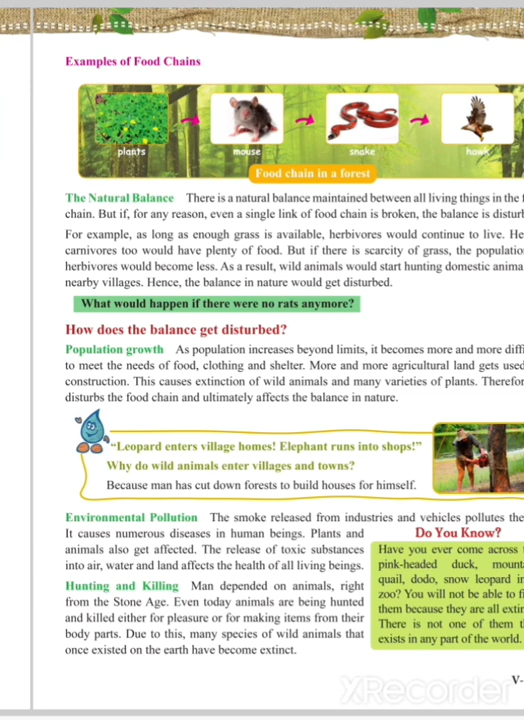 Examples of Food Chains
plants
mouse
snake
hawk
Food chain in a forest
The Natural Balance There is a natural balance maintained between all living things in the
chain. But if, for any reason, even a single link of food chain is broken, the balance is
For example, as long as enough grass is available, herbivores would continue to live.
carnivores too would have plenty of food. But if there is scarcity of grass, the
herbivores would become less. As a result, wild animals would start hunting domestic
nearby villages. Hence, the balance in nature would get disturbed.
What would happen if there were no rats anymore?
How does the balance get disturbed?
Population growth As population increases beyond limits, it becomes more and more
to meet the needs of food, clothing and shelter. More and more agricultural land gets used
construction. This causes extinction of wild animals and many varieties of plants.
disturbs the food chain and ultimately affects the balance in nature.
"Leopard enters village homes! Elephant runs into shops!"
Why do wild animals enter villages and towns?
Because man has cut down forests to build houses for himself.
Environmental Pollution The smoke released from industries and vehicles pollutes the
It causes numerous diseases in human beings. Plants and
animals also get affected. The release of toxic substances
into air, water and land affects the health of all living beings.
Hunting and Killing Man depended on animals, right
from the Stone Age. Even today animals are being hunted
and killed either for pleasure or for making items from their
body parts. Due to this, many species of wild animals that
once existed on the earth have become extinct.
Do You Know?
Have you ever come across
pink-headed duck,
quail, dodo, snow leopard in
zoo? You will not be able to
them because they are all
There is not one of them
exists in any part of the world.
V-
XRecorder